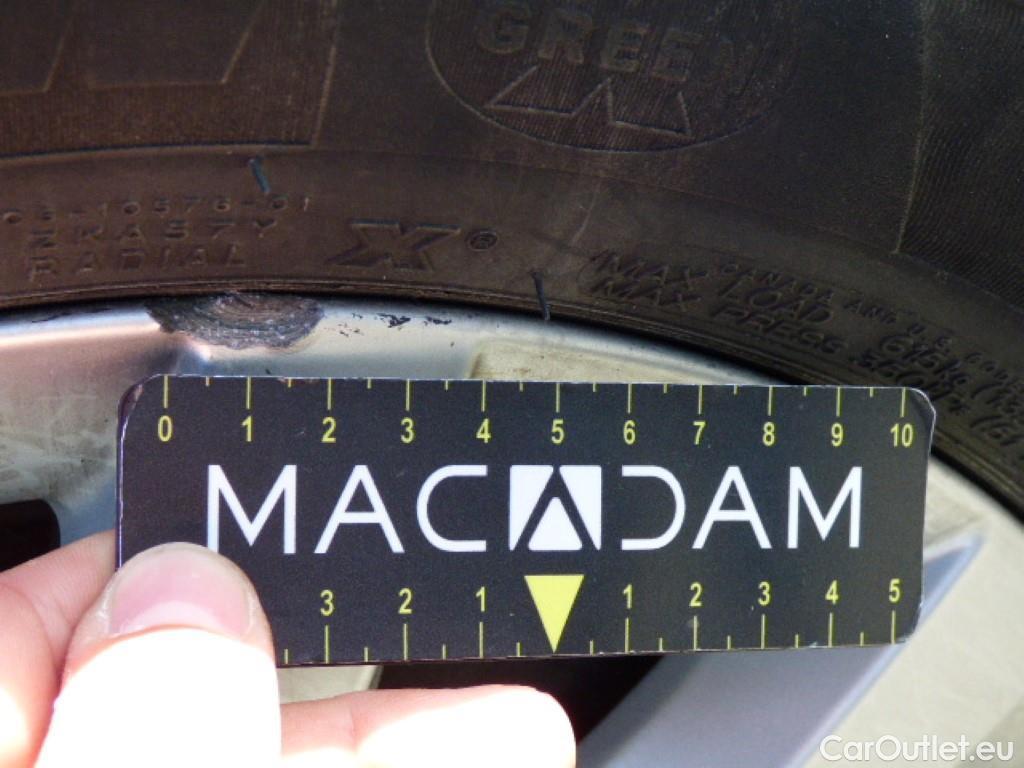 GREEN
RADIAL
X®
MAX LOAD 615
MAX PRESS
0 1 2 3 4 5 6 7 8 9 10
MACADAM
3 2 1 1 2 3 4 5
CarOutlet.eu